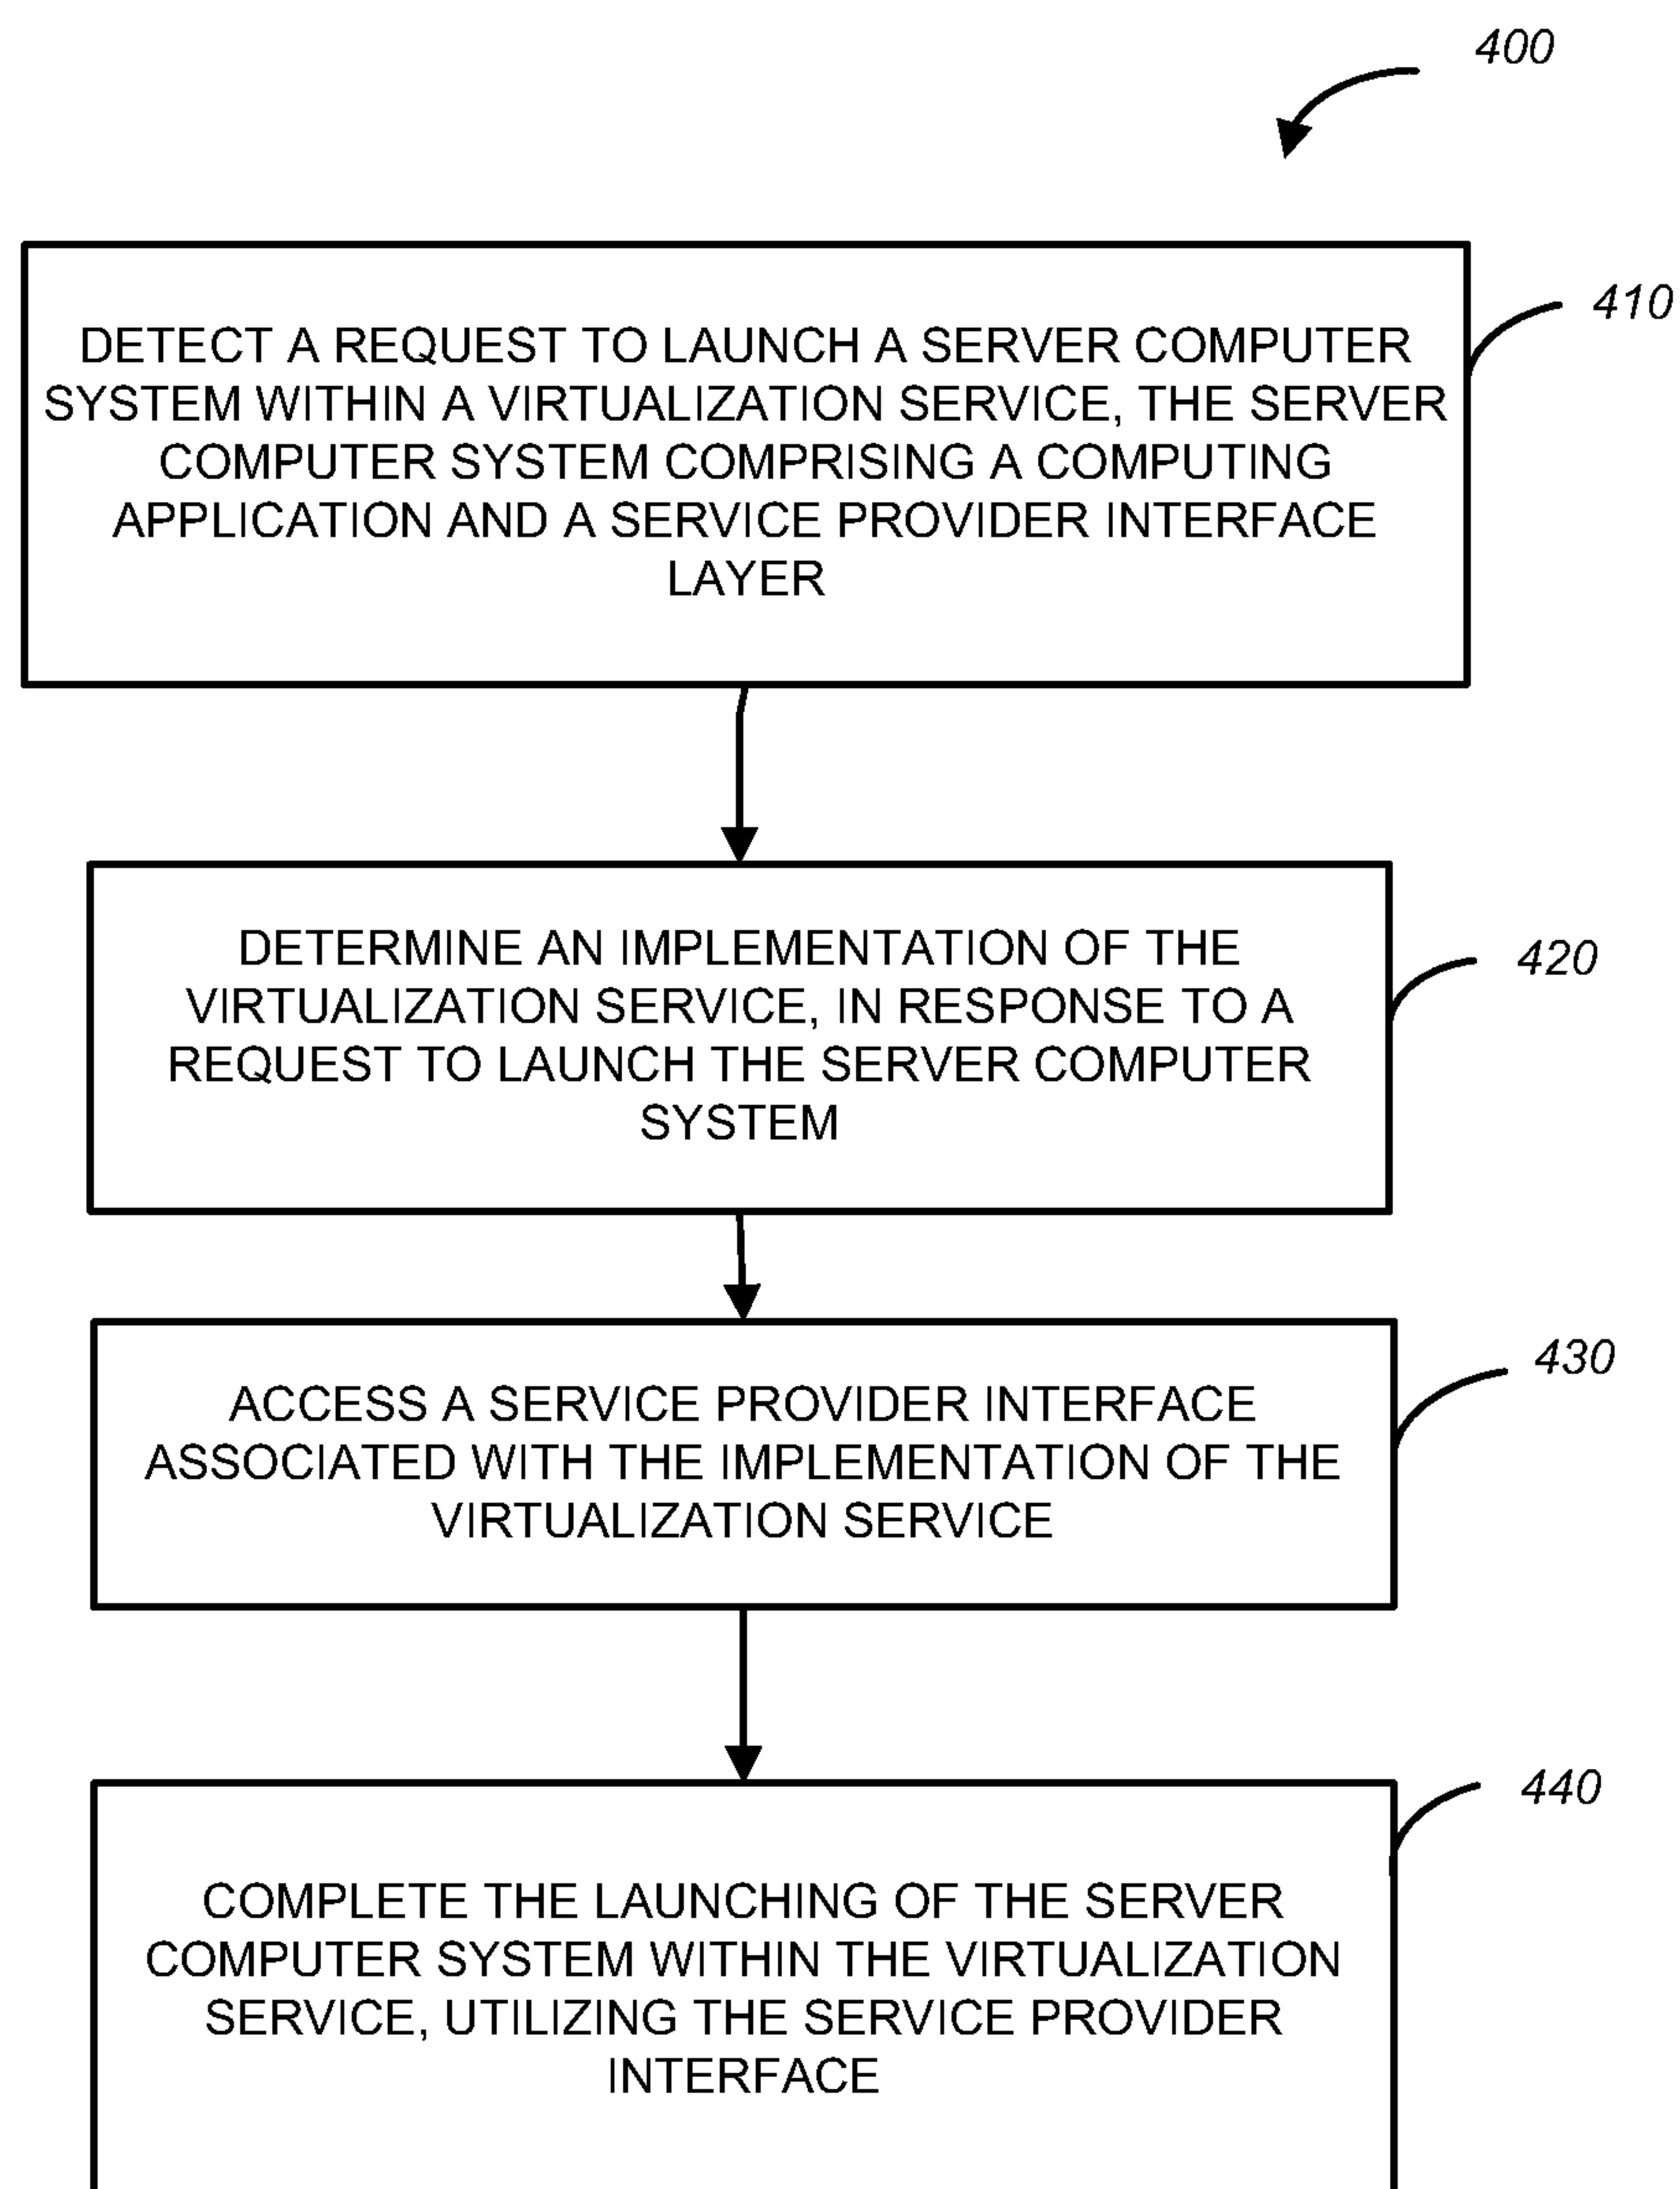 400
410
DETECT A REQUEST TO LAUNCH A SERVER COMPUTER
SYSTEM WITHIN A VIRTUALIZATION SERVICE, THE SERVER
COMPUTER SYSTEM COMPRISING A COMPUTING
APPLICATION AND A SERVICE PROVIDER INTERFACE
LAYER
420
DETERMINE AN IMPLEMENTATION OF THE
VIRTUALIZATION SERVICE, IN RESPONSE TO A
REQUEST TO LAUNCH THE SERVER COMPUTER
SYSTEM
430
ACCESS A SERVICE PROVIDER INTERFACE
ASSOCIATED WITH THE IMPLEMENTATION OF THE
VIRTUALIZATION SERVICE
440
COMPLETE THE LAUNCHING OF THE SERVER
COMPUTER SYSTEM WITHIN THE VIRTUALIZATION
SERVICE, UTILIZING THE SERVICE PROVIDER
INTERFACE